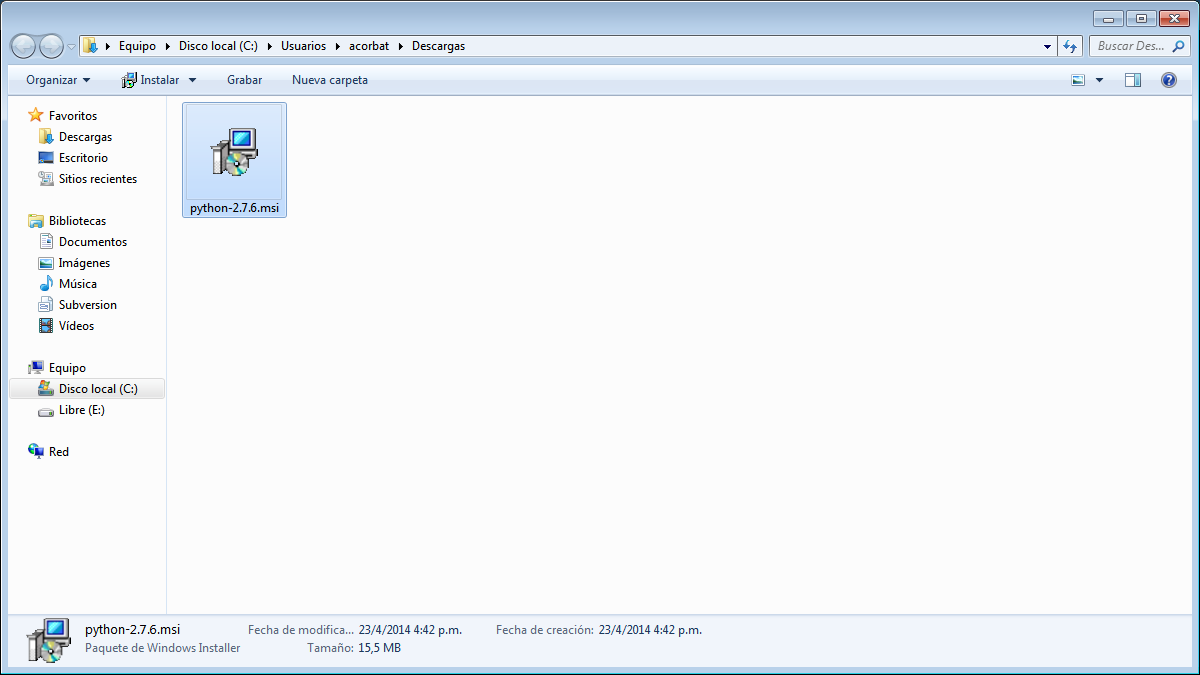 Equipo Disco local (C:) Usuarios acorbat Descargas
Buscar Des...
Organizar Instalar Grabar Nueva carpeta
Favoritos
Descargas
Escritorio
Sitios recientes
Bibliotecas
Documentos
Imágenes
Música
Subversion
Vídeos
Equipo
Disco local (C:)
Libre (E:)
Red
python-2.7.6.msi
python-2.7.6.msi Fecha de modifica... 23/4/2014 4:42 p.m. Fecha de creación: 23/4/2014 4:42 p.m.
Paquete de Windows Installer Tamaño: 15,5 MB